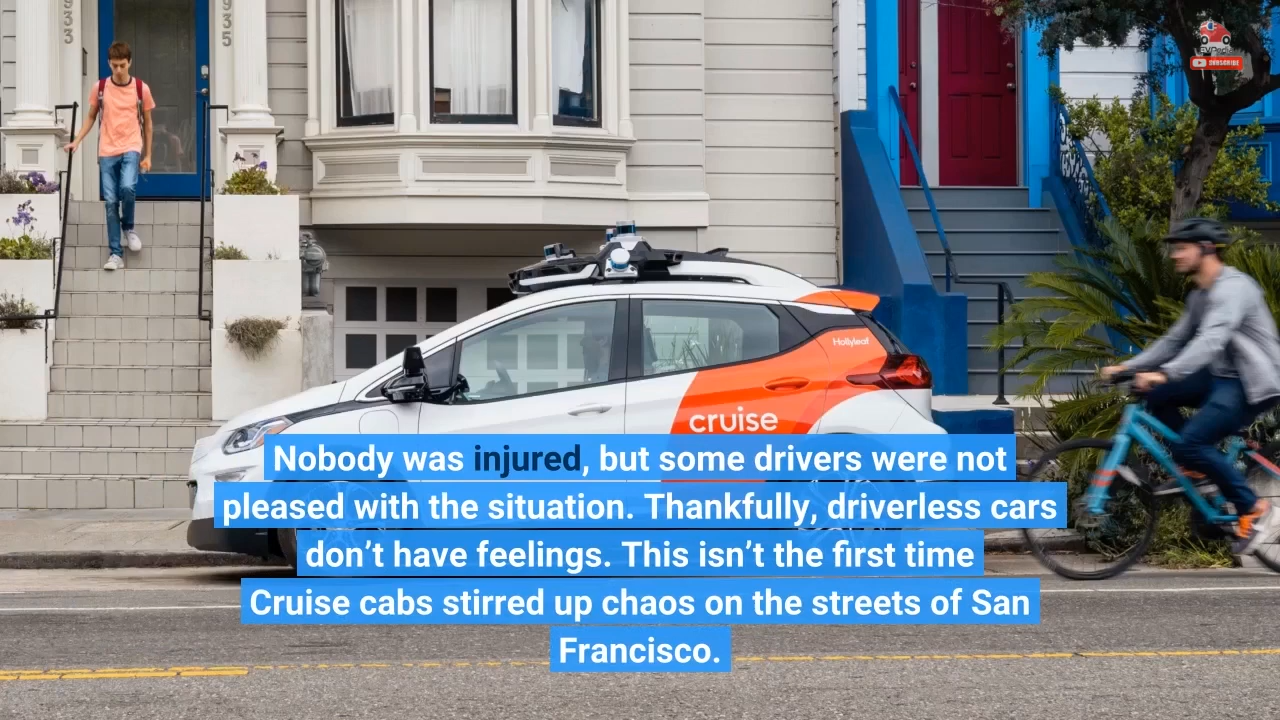 933
935
EVPedia
SUBSCRIBE
Hollyleaf
cruise
Nobody was injured, but some drivers were not
pleased with the situation. Thankfully, driverless cars
don’t have feelings. This isn’t the first time
Cruise cabs stirred up chaos on the streets of San
Francisco.